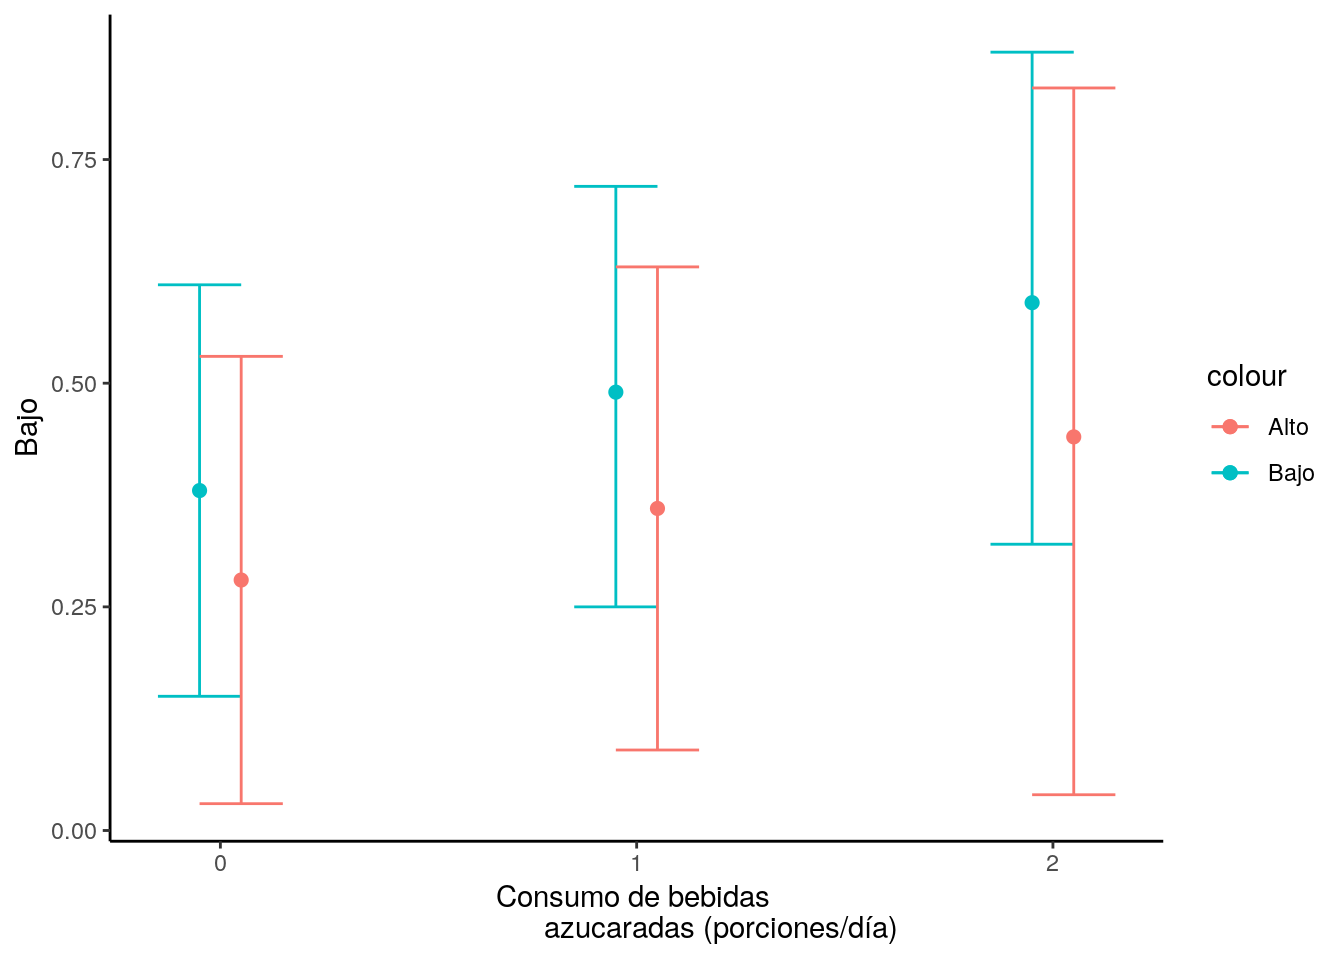 0.75
0.50
0.25
0.00
Bajo
0
1
2
Consumo de bebidas
azucaradas (porciones/día)
colour
Alto
Bajo